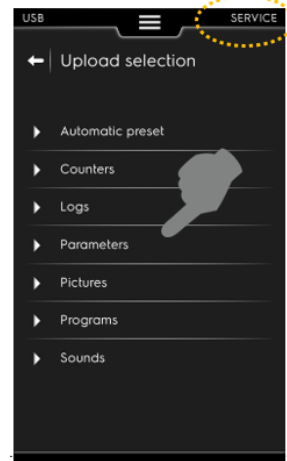 USB
SERVICE
Upload selection
Automatic preset
Counters
Logs
Parameters
Pictures
Programs
Sounds